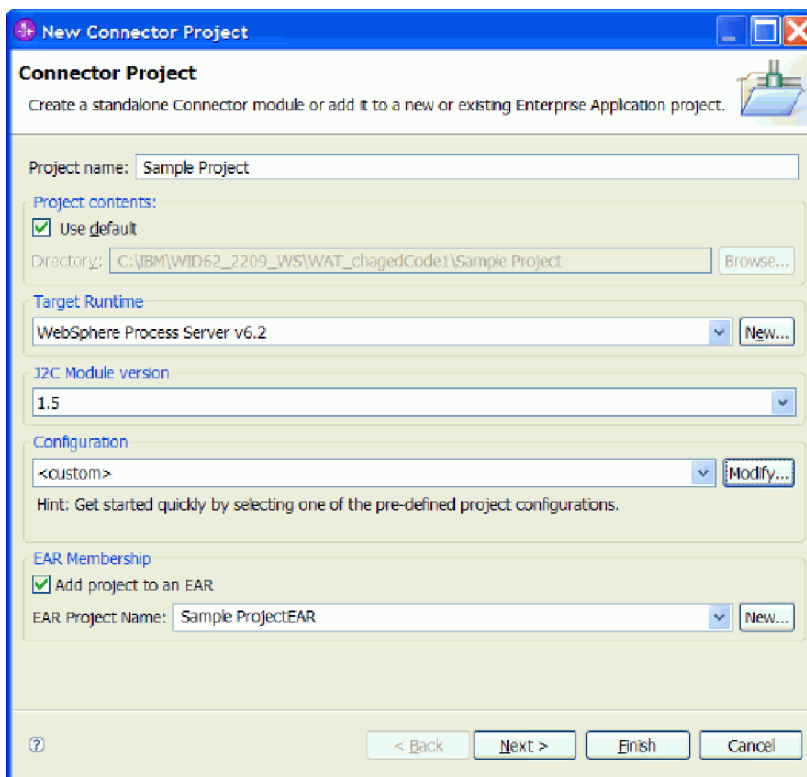 New Connector Project
Connector Project
Create a standalone Connector module or add it to a new or existing Enterprise Application project.
Project name: Sample Project
Project contents:
Use default
Directory: C:\IBM\WID62_2209_WS\WAT_chagedCode1\Sample Project Browse...
Target Runtime
WebSphere Process Server v6.2 New...
J2C Module version
1.5
Configuration
<custom> Modify...
Hint: Get started quickly by selecting one of the pre-defined project configurations.
EAR Membership
Add project to an EAR
EAR Project Name: Sample ProjectEAR New...
? < Back Next > Finish Cancel